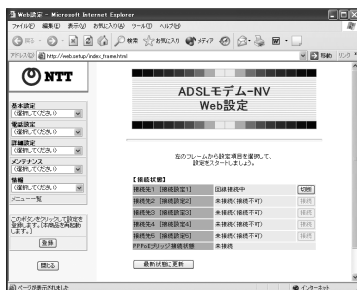 Web設定 - Microsoft Internet Explorer
ファイル(F) 編集(E) 表示(V) お気に入り(A) ツール(T) ヘルプ(H)
戻る 検索 お気に入り メディア
アドレス(D) http://web.setup/index_frame.html 移動 リンク
NTT
基本設定
(選択してください)
電話設定
(選択してください)
詳細設定
(選択してください)
メンテナンス
(選択してください)
情報
(選択してください)
メニュー一覧
このボタンをクリックして設定を
登録します。[本商品を再起動
します。]
登録
閉じる
ADSLモデム-NV
Web設定
左のフレームから設定項目を選択して、
設定をスタートしましょう。
【接続状態】
接続先1 [接続設定1] 回線接続中 切断
接続先2 [接続設定2] 未接続(接続不可) 接続
接続先3 [接続設定3] 未接続(接続不可) 接続
接続先4 [接続設定4] 未接続(接続不可) 接続
接続先5 [接続設定5] 未接続(接続不可) 接続
PPPoEブリッジ接続状態 未接続
最新状態に更新
ページが表示されました インターネット